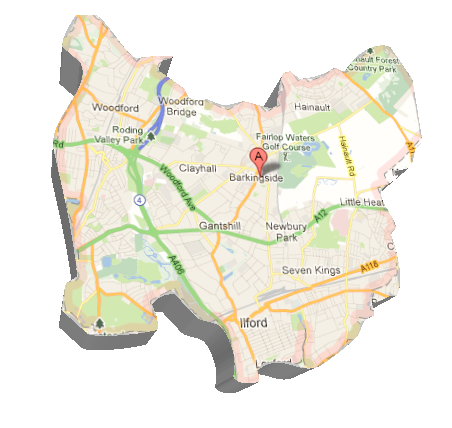 Hainault Forest
Country Park
Hainault
Woodford
Woodford
Bridge
Roding
Valley Park
Rd
Fairlop Waters
Golf Course
Hainault Rd
A
Clayhall
Barkingside
Woodford Ave
4
Little Heat
A12
Gantshill
Newbury
Park
A406
Seven Kings
A118
Ilford